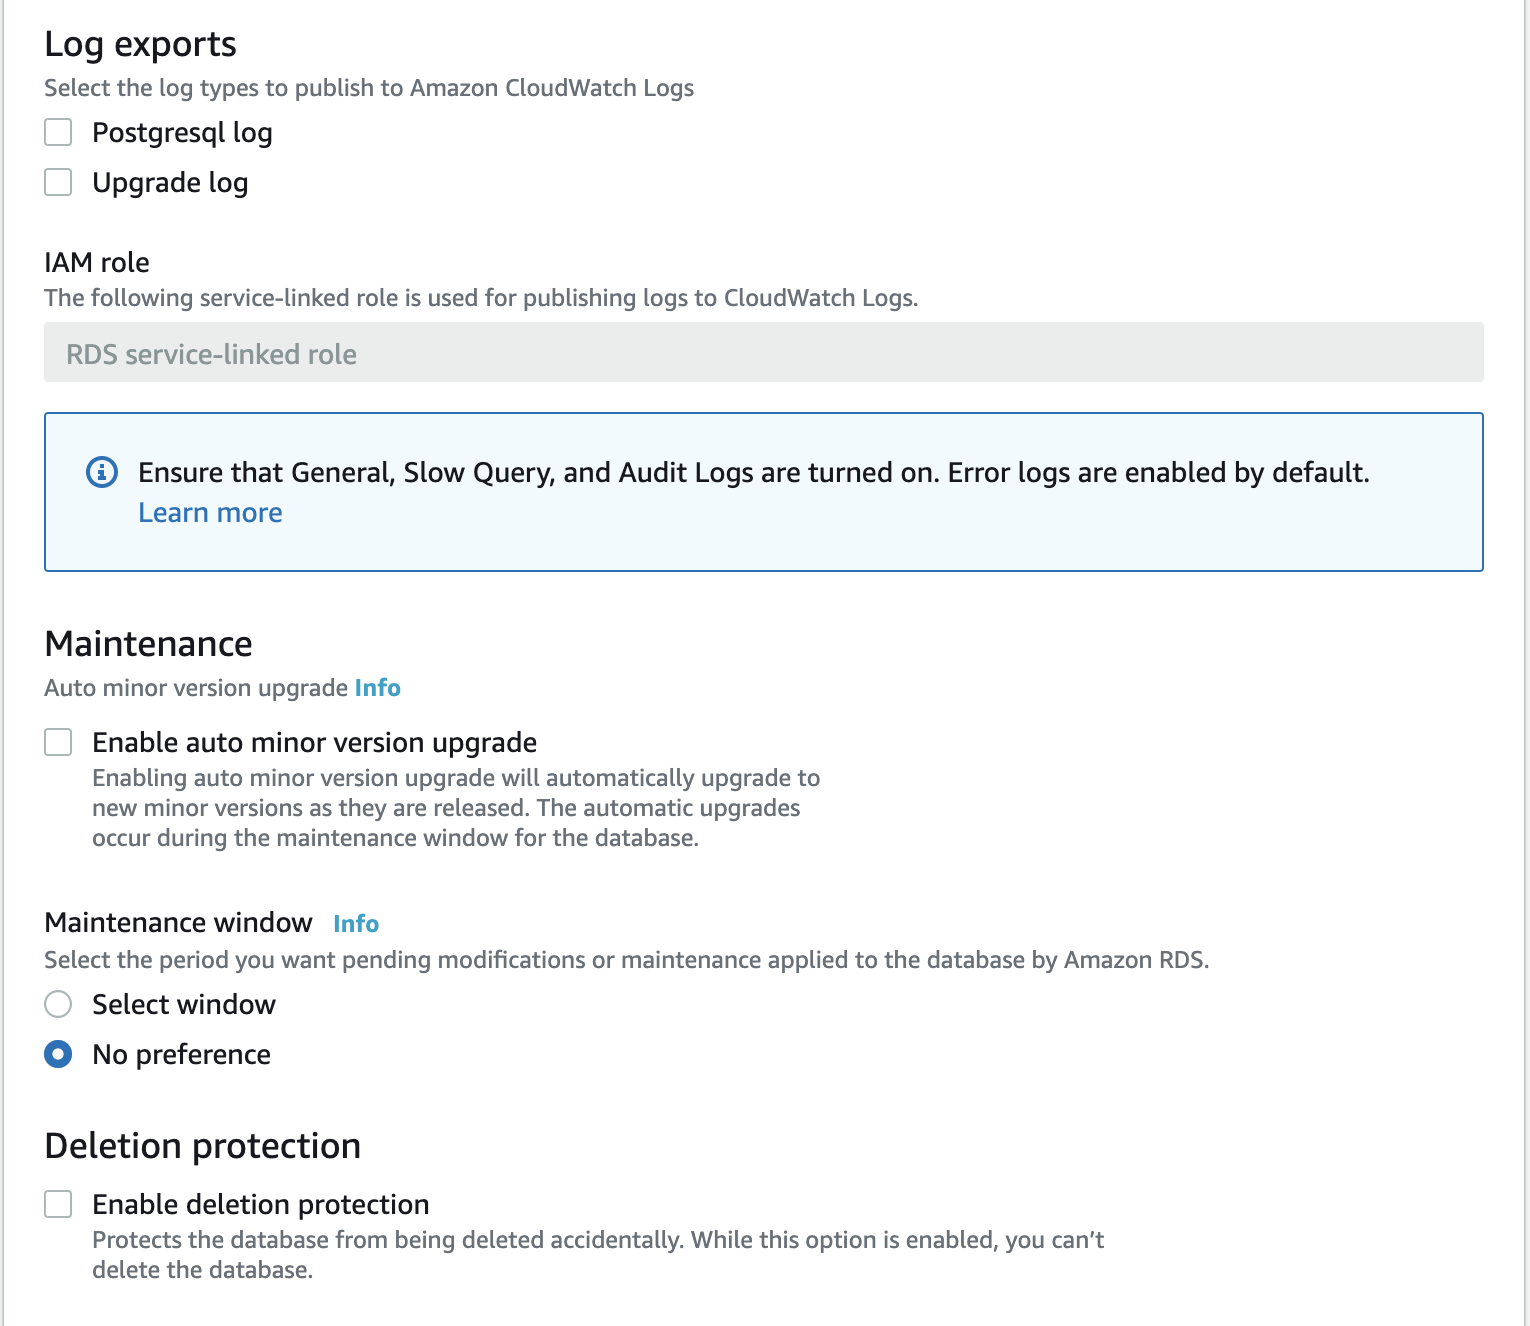 Log exports
Select the log types to publish to Amazon CloudWatch Logs
Postgresql log
Upgrade log
IAM role
The following service-linked role is used for publishing logs to CloudWatch Logs.
RDS service-linked role
Ensure that General, Slow Query, and Audit Logs are turned on. Error logs are enabled by default.
Learn more
Maintenance
Auto minor version upgrade Info
Enable auto minor version upgrade
Enabling auto minor version upgrade will automatically upgrade to
new minor versions as they are released. The automatic upgrades
occur during the maintenance window for the database.
Maintenance window Info
Select the period you want pending modifications or maintenance applied to the database by Amazon RDS.
Select window
No preference
Deletion protection
Enable deletion protection
Protects the database from being deleted accidentally. While this option is enabled, you can’t
delete the database.